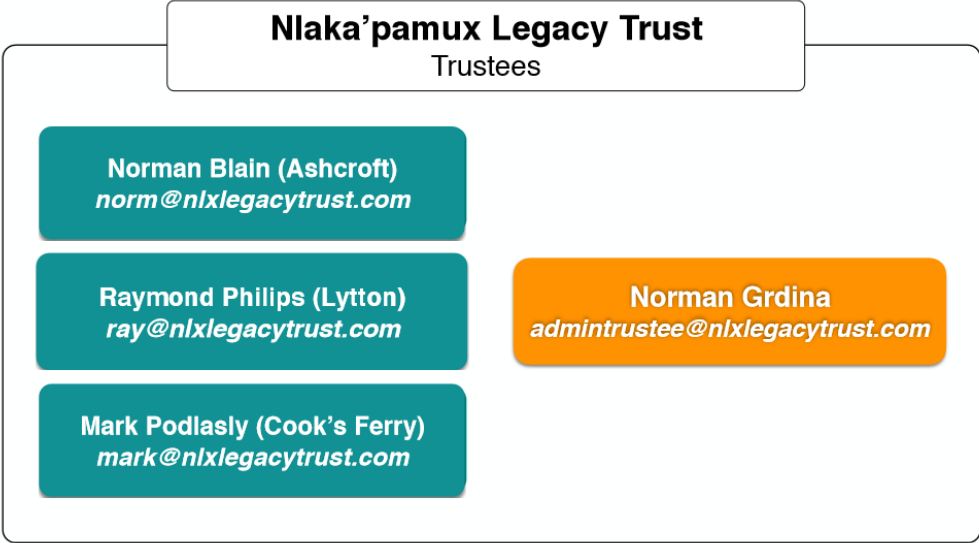 Nlaka’pamux Legacy Trust
Trustees
Norman Blain (Ashcroft)
norm@nlxlegacytrust.com
Raymond Philips (Lytton)
ray@nlxlegacytrust.com
Norman Grdina
admintrustee@nlxlegacytrust.com
Mark Podlasly (Cook’s Ferry)
mark@nlxlegacytrust.com